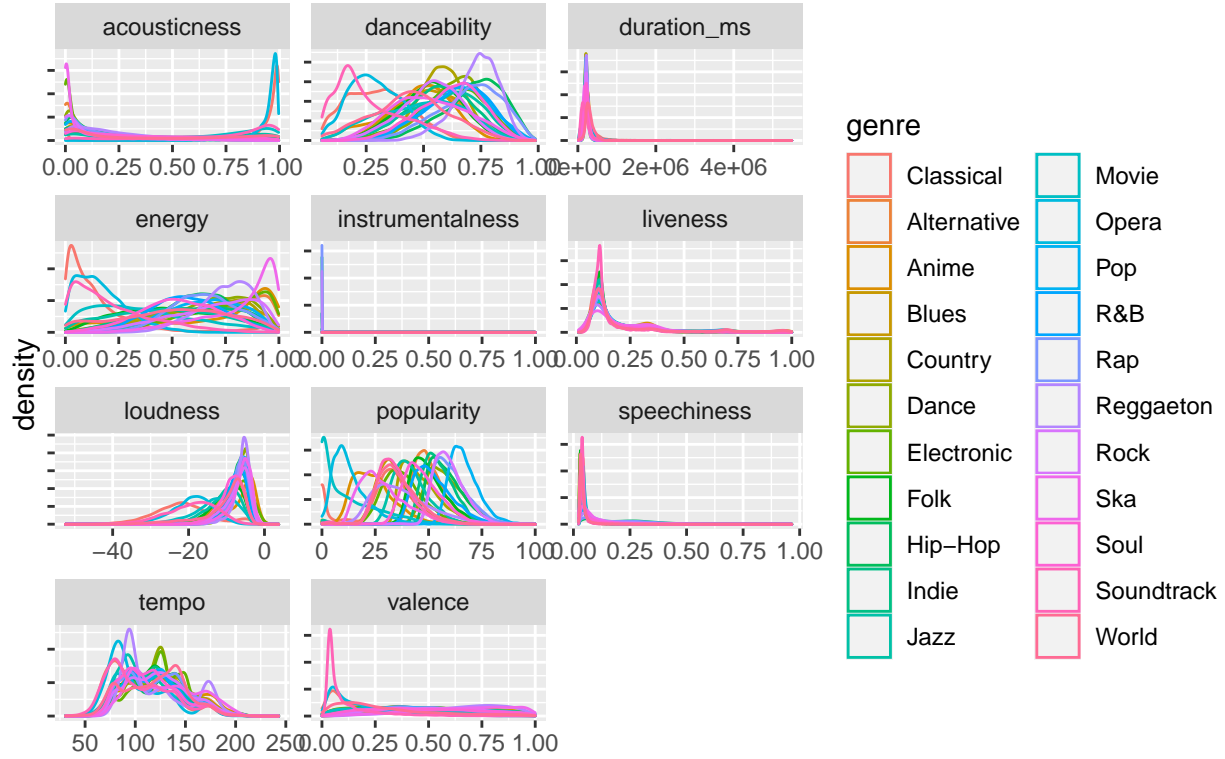 acousticness danceability duration_ms
0.00 0.25 0.50 0.75 1.00 0.00 0.25 0.50 0.75 1.00 0e+00 2e+06 4e+06
energy instrumentalness liveness
0.00 0.25 0.50 0.75 1.00 0.00 0.25 0.50 0.75 1.00 0.00 0.25 0.50 0.75 1.00
density
loudness popularity speechiness
−40 −20 0 0 25 50 75 100 0.00 0.25 0.50 0.75 1.00
tempo valence
50 100 150 200 250 0.00 0.25 0.50 0.75 1.00
genre
Classical
Alternative
Anime
Blues
Country
Dance
Electronic
Folk
Hip−Hop
Indie
Jazz
Movie
Opera
Pop
R&B
Rap
Reggaeton
Rock
Ska
Soul
Soundtrack
World